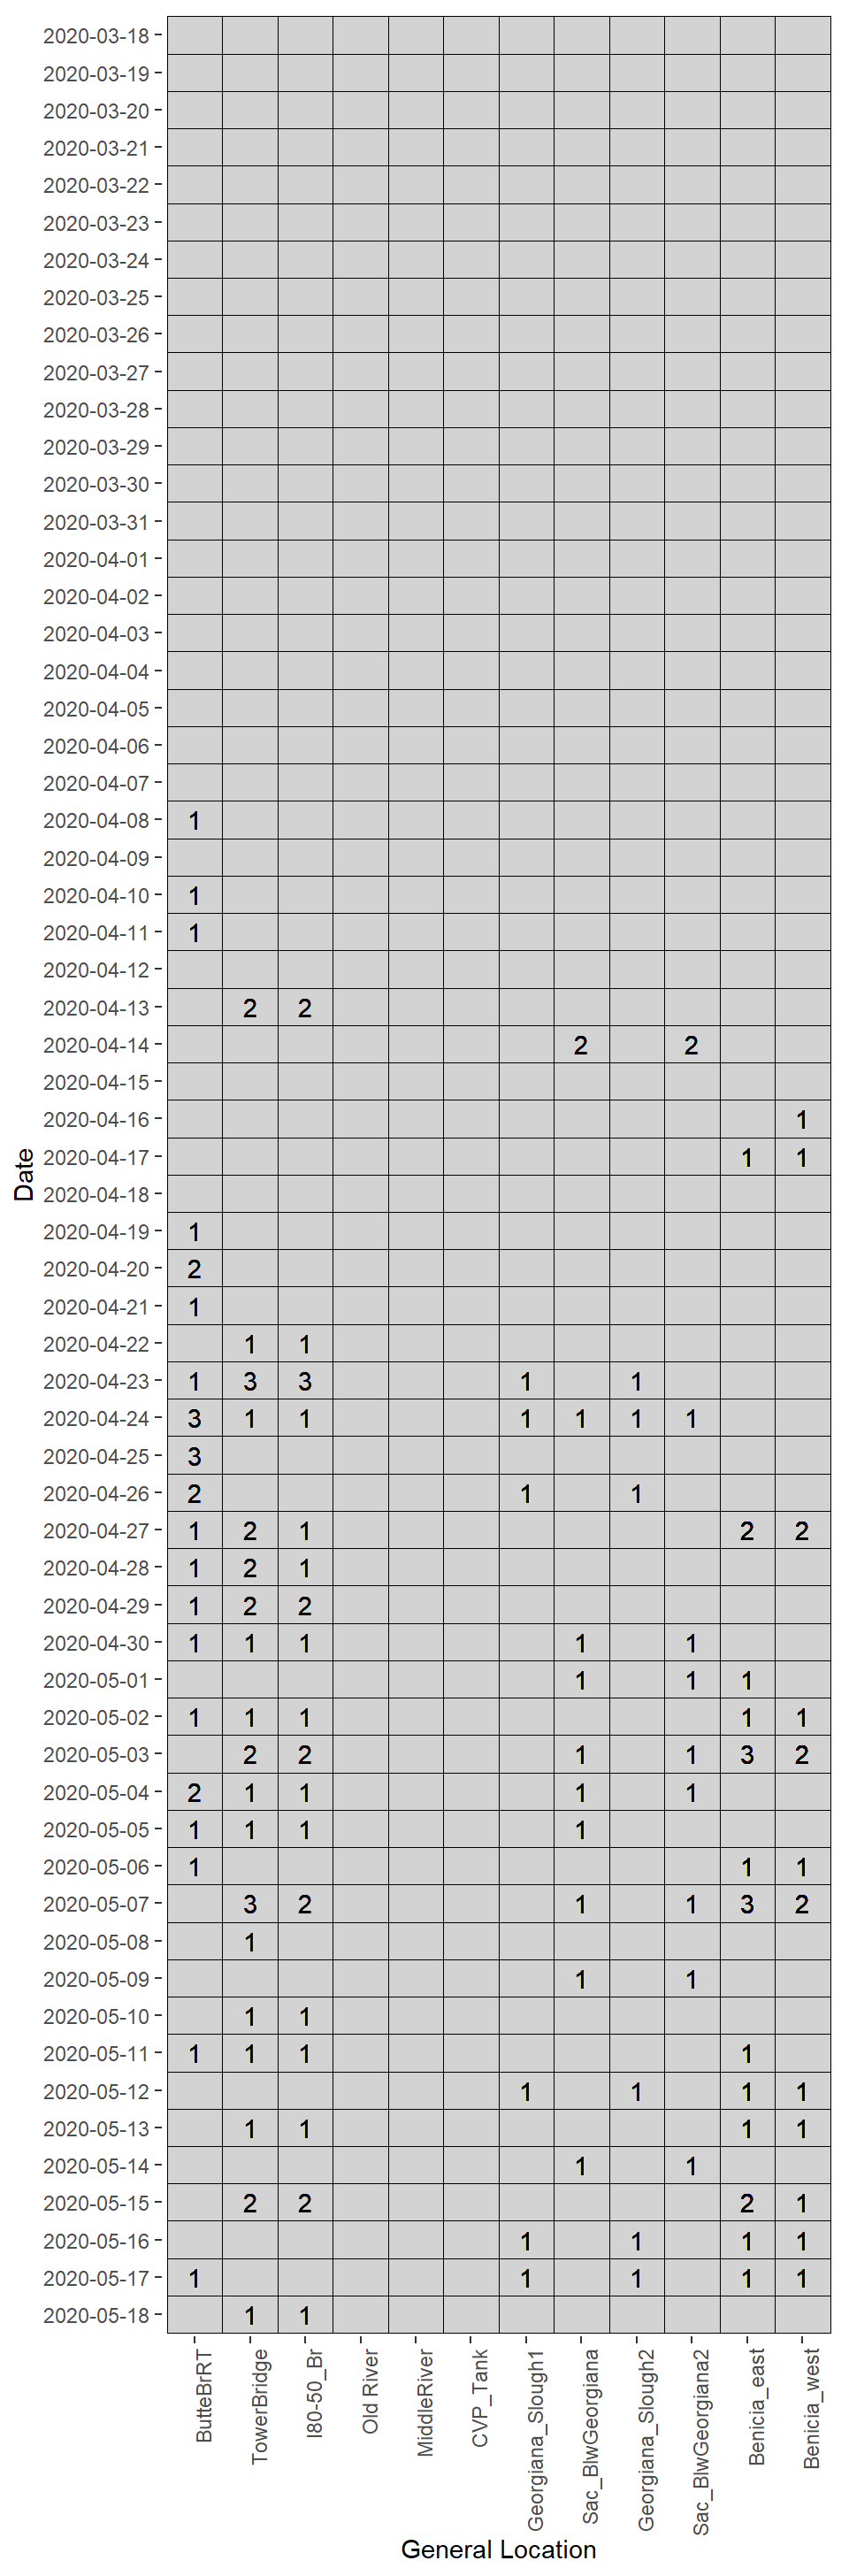 2020-03-18
2020-03-19
2020-03-20
2020-03-21
2020-03-22
2020-03-23
2020-03-24
2020-03-25
2020-03-26
2020-03-27
2020-03-28
2020-03-29
2020-03-30
2020-03-31
2020-04-01
2020-04-02
2020-04-03
2020-04-04
2020-04-05
2020-04-06
2020-04-07
2020-04-08 1
2020-04-09
2020-04-10 1
2020-04-11 1
2020-04-12
2020-04-13 2 2
2020-04-14 2 2
2020-04-15
2020-04-16 1
2020-04-17 1 1
2020-04-18
2020-04-19 1
2020-04-20 2
2020-04-21 1
2020-04-22 1 1
2020-04-23 1 3 3 1 1
2020-04-24 3 1 1 1 1 1 1
2020-04-25 3
2020-04-26 2 1 1
2020-04-27 1 2 1 2 2
2020-04-28 1 2 1
2020-04-29 1 2 2
2020-04-30 1 1 1 1 1
2020-05-01 1 1 1
2020-05-02 1 1 1 1 1
2020-05-03 2 2 1 1 3 2
2020-05-04 2 1 1 1 1
2020-05-05 1 1 1 1
2020-05-06 1 1 1
2020-05-07 3 2 1 1 3 2
2020-05-08 1
2020-05-09 1 1
2020-05-10 1 1
2020-05-11 1 1 1 1
2020-05-12 1 1 1 1
2020-05-13 1 1 1 1
2020-05-14 1 1
2020-05-15 2 2 2 1
2020-05-16 1 1 1 1
2020-05-17 1 1 1 1 1
2020-05-18 1 1
Date
ButteBrRT
TowerBridge
I80-50_Br
Old River
MiddleRiver
CVP_Tank
Georgiana_Slough1
Sac_BlwGeorgiana
Georgiana_Slough2
Sac_BlwGeorgiana2
Benicia_east
Benicia_west
General Location